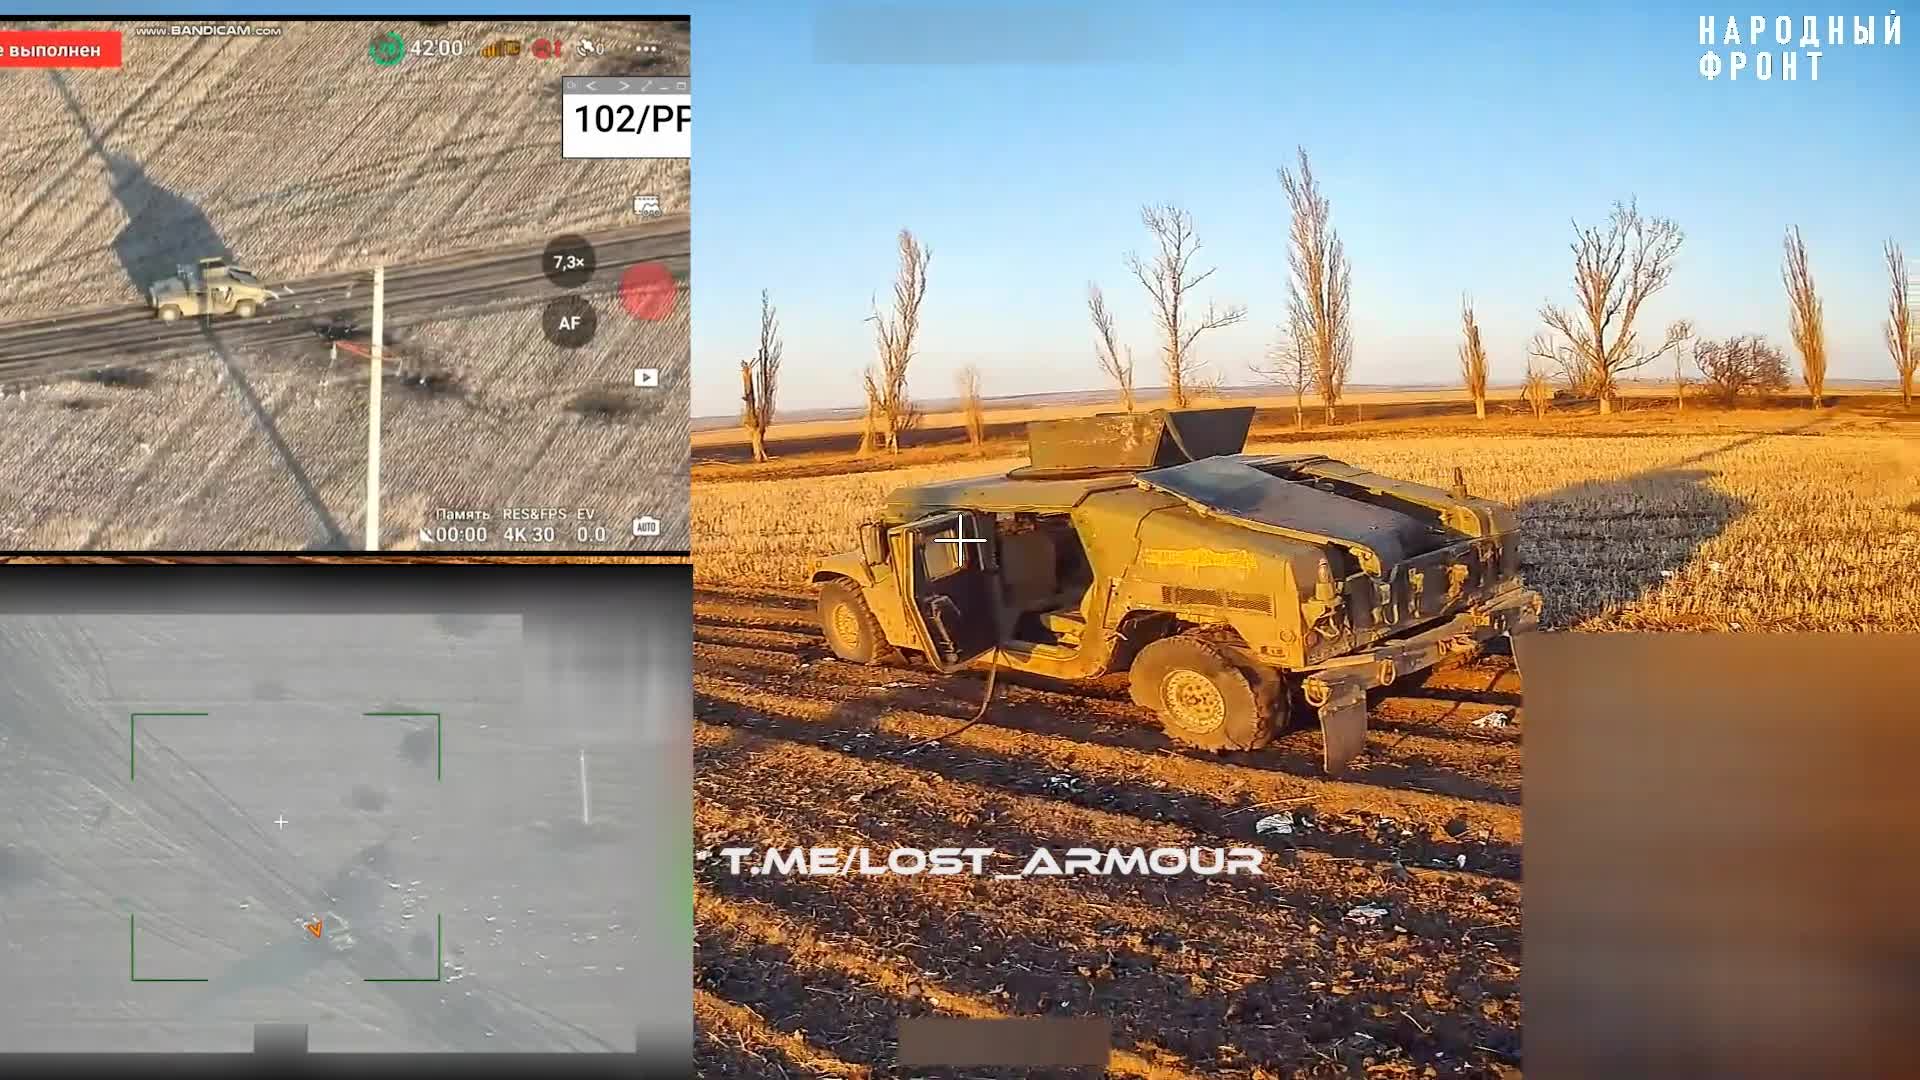 НАРОДНЫЙ
ФРОНТ
www.BANDICAM.com
выполнен
42'00"
102/PP
7,3×
AF
Память RES&FPS EV
00:00 4K 30 0.0
AUTO
T.ME/LOST_ARMOUR